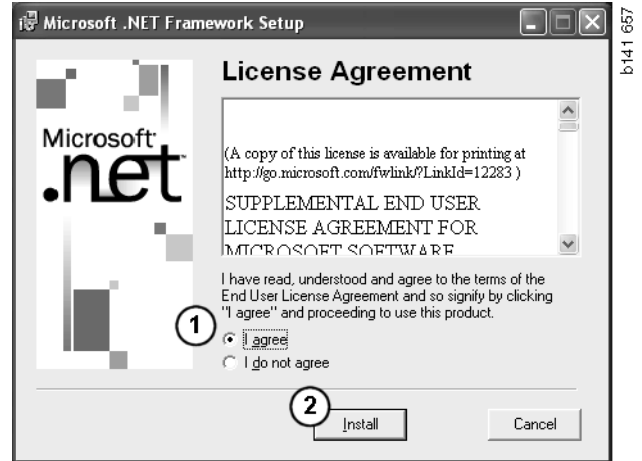 Microsoft .NET Framework Setup
b141 657
License Agreement
Microsoft
.net
(A copy of this license is available for printing at
http://go.microsoft.com/fwlink/?LinkId=12283 )
SUPPLEMENTAL END USER
LICENSE AGREEMENT FOR
MICROSOFT SOFTWARE
I have read, understood and agree to the terms of the
End User License Agreement and so signify by clicking
"I agree" and proceeding to use this product.
1
I agree
I do not agree
2
Install
Cancel